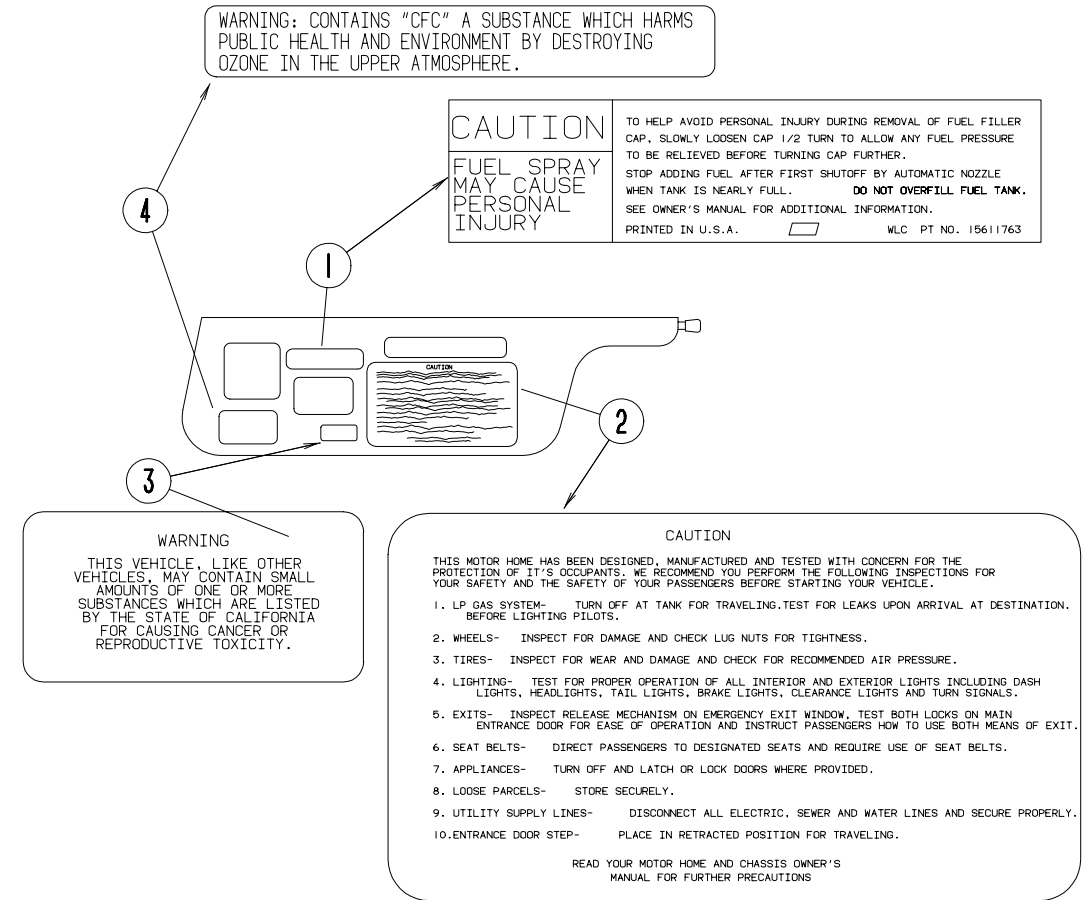 WARNING: CONTAINS "CFC" A SUBSTANCE WHICH HARMS
PUBLIC HEALTH AND ENVIRONMENT BY DESTROYING
OZONE IN THE UPPER ATMOSPHERE.
CAUTION
FUEL SPRAY
MAY CAUSE
PERSONAL
INJURY
TO HELP AVOID PERSONAL INJURY DURING REMOVAL OF FUEL FILLER
CAP, SLOWLY LOOSEN CAP 1/2 TURN TO ALLOW ANY FUEL PRESSURE
TO BE RELIEVED BEFORE TURNING CAP FURTHER.
STOP ADDING FUEL AFTER FIRST SHUTOFF BY AUTOMATIC NOZZLE
WHEN TANK IS NEARLY FULL. DO NOT OVERFILL FUEL TANK.
SEE OWNER'S MANUAL FOR ADDITIONAL INFORMATION.
PRINTED IN U.S.A. WLC PT NO. 15611763
4
1
CAUTION
2
3
WARNING
THIS VEHICLE, LIKE OTHER
VEHICLES, MAY CONTAIN SMALL
AMOUNTS OF ONE OR MORE
SUBSTANCES WHICH ARE LISTED
BY THE STATE OF CALIFORNIA
FOR CAUSING CANCER OR
REPRODUCTIVE TOXICITY.
CAUTION
THIS MOTOR HOME HAS BEEN DESIGNED, MANUFACTURED AND TESTED WITH CONCERN FOR THE
PROTECTION OF IT'S OCCUPANTS. WE RECOMMEND YOU PERFORM THE FOLLOWING INSPECTIONS FOR
YOUR SAFETY AND THE SAFETY OF YOUR PASSENGERS BEFORE STARTING YOUR VEHICLE.
1. LP GAS SYSTEM- TURN OFF AT TANK FOR TRAVELING.TEST FOR LEAKS UPON ARRIVAL AT DESTINATION.
BEFORE LIGHTING PILOTS.
2. WHEELS- INSPECT FOR DAMAGE AND CHECK LUG NUTS FOR TIGHTNESS.
3. TIRES- INSPECT FOR WEAR AND DAMAGE AND CHECK FOR RECOMMENDED AIR PRESSURE.
4. LIGHTING- TEST FOR PROPER OPERATION OF ALL INTERIOR AND EXTERIOR LIGHTS INCLUDING DASH
LIGHTS, HEADLIGHTS, TAIL LIGHTS, BRAKE LIGHTS, CLEARANCE LIGHTS AND TURN SIGNALS.
5. EXITS- INSPECT RELEASE MECHANISM ON EMERGENCY EXIT WINDOW, TEST BOTH LOCKS ON MAIN
ENTRANCE DOOR FOR EASE OF OPERATION AND INSTRUCT PASSENGERS HOW TO USE BOTH MEANS OF EXIT.
6. SEAT BELTS- DIRECT PASSENGERS TO DESIGNATED SEATS AND REQUIRE USE OF SEAT BELTS.
7. APPLIANCES- TURN OFF AND LATCH OR LOCK DOORS WHERE PROVIDED.
8. LOOSE PARCELS- STORE SECURELY.
9. UTILITY SUPPLY LINES- DISCONNECT ALL ELECTRIC, SEWER AND WATER LINES AND SECURE PROPERLY.
10.ENTRANCE DOOR STEP- PLACE IN RETRACTED POSITION FOR TRAVELING.
READ YOUR MOTOR HOME AND CHASSIS OWNER'S
MANUAL FOR FURTHER PRECAUTIONS